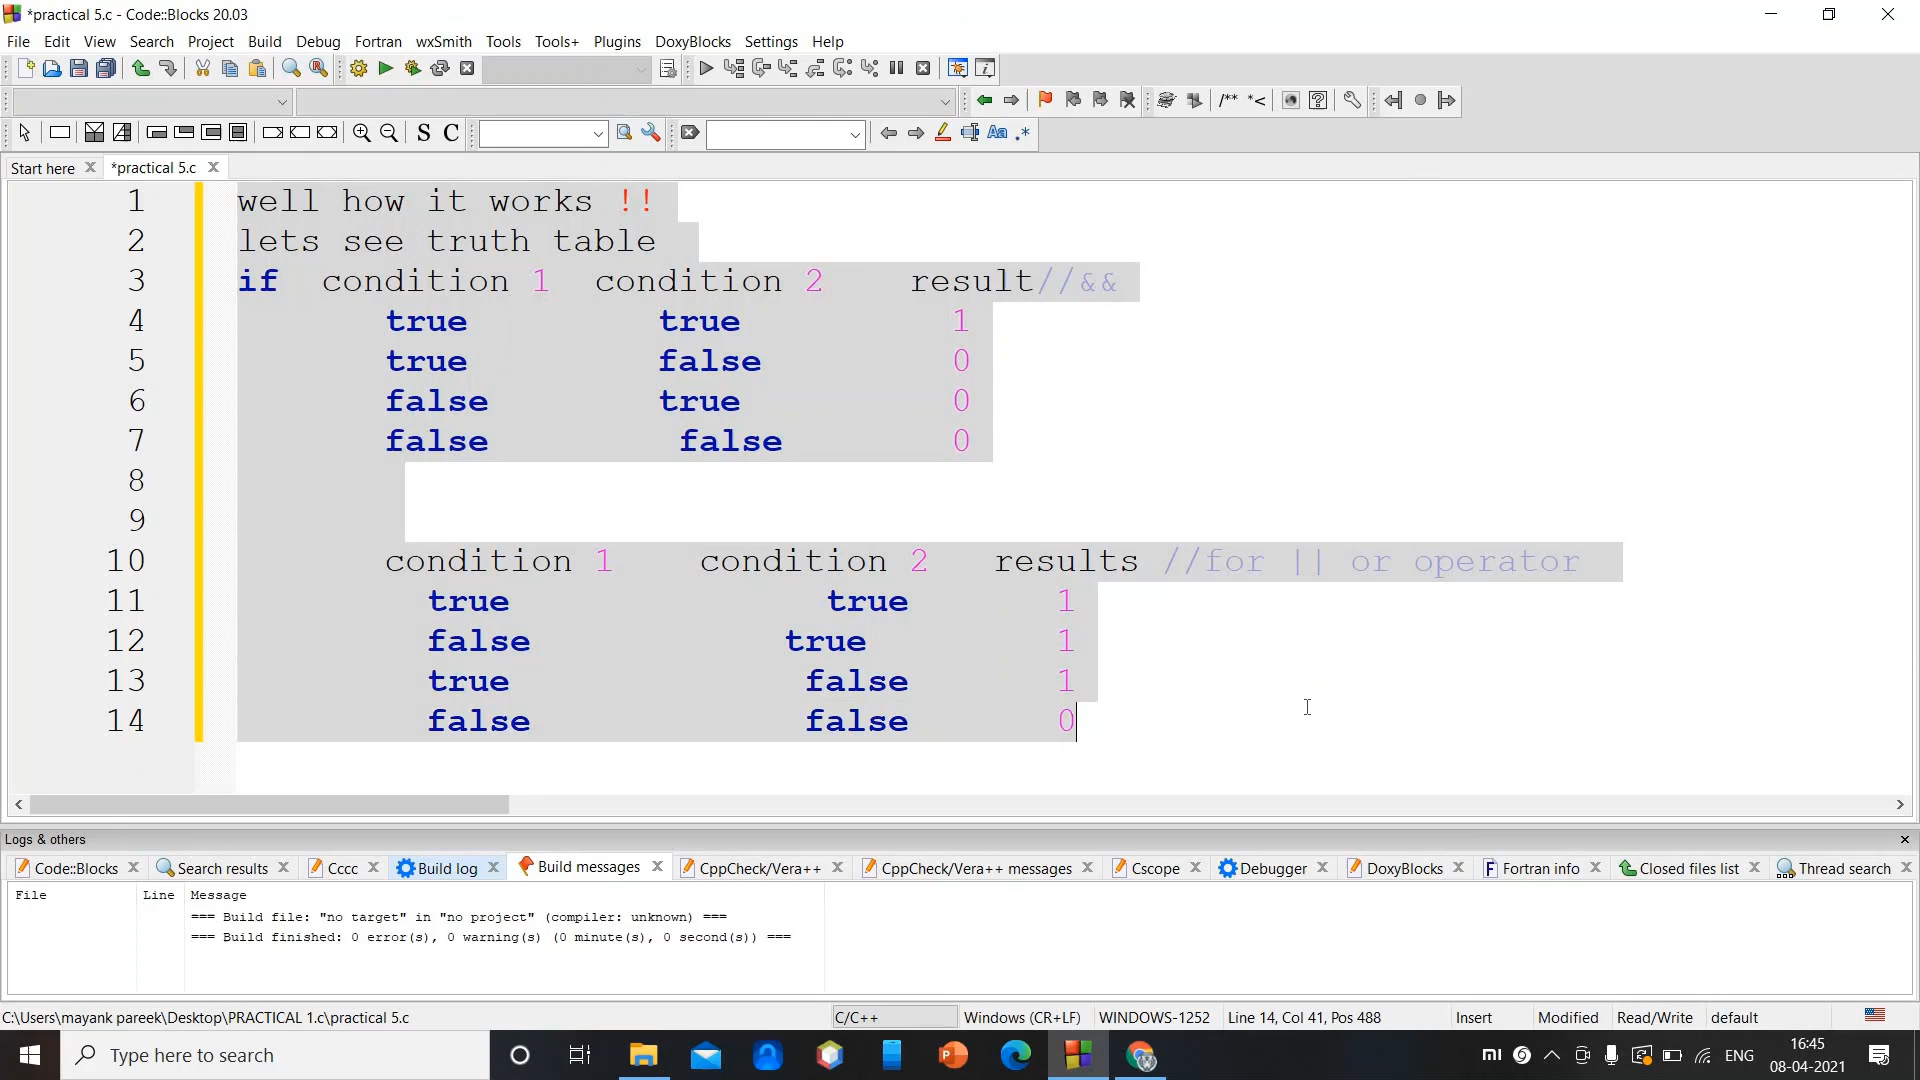 *practical 5.c - Code::Blocks 20.03
File Edit View Search Project Build Debug Fortran wxSmith Tools Tools+ Plugins DoxyBlocks Settings Help
/** *<
S C Aa .*
Start here *practical 5.c
1 well how it works !!
2 lets see truth table
3 if condition 1 condition 2 result//&&
4 true true 1
5 true false 0
6 false true 0
7 false false 0
8
9
10 condition 1 condition 2 results //for || or operator
11 true true 1
12 false true 1
13 true false 1
14 false false 0
Logs & others
Code::Blocks Search results Cccc Build log Build messages CppCheck/Vera++ CppCheck/Vera++ messages Cscope Debugger DoxyBlocks F Fortran info Closed files list Thread search
File Line Message
=== Build file: "no target" in "no project" (compiler: unknown) ===
=== Build finished: 0 error(s), 0 warning(s) (0 minute(s), 0 second(s)) ===
C:\Users\mayank pareek\Desktop\PRACTICAL 1.c\practical 5.c C/C++ Windows (CR+LF) WINDOWS-1252 Line 14, Col 41, Pos 488 Insert Modified Read/Write default
Type here to search mi ENG 16:45
08-04-2021